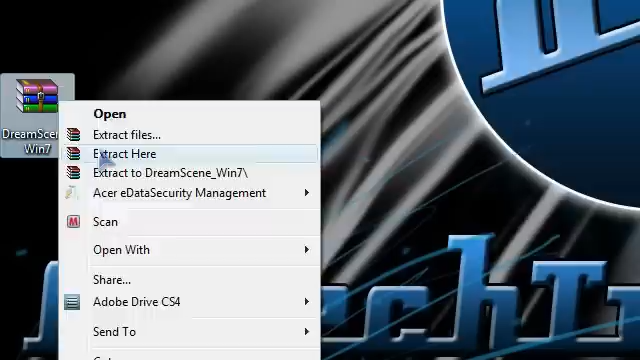 DreamScene
Win7
Open
Extract files...
Extract Here
Extract to DreamScene_Win7\
Acer eDataSecurity Management
Scan
Open With
Share...
Adobe Drive CS4
Send To